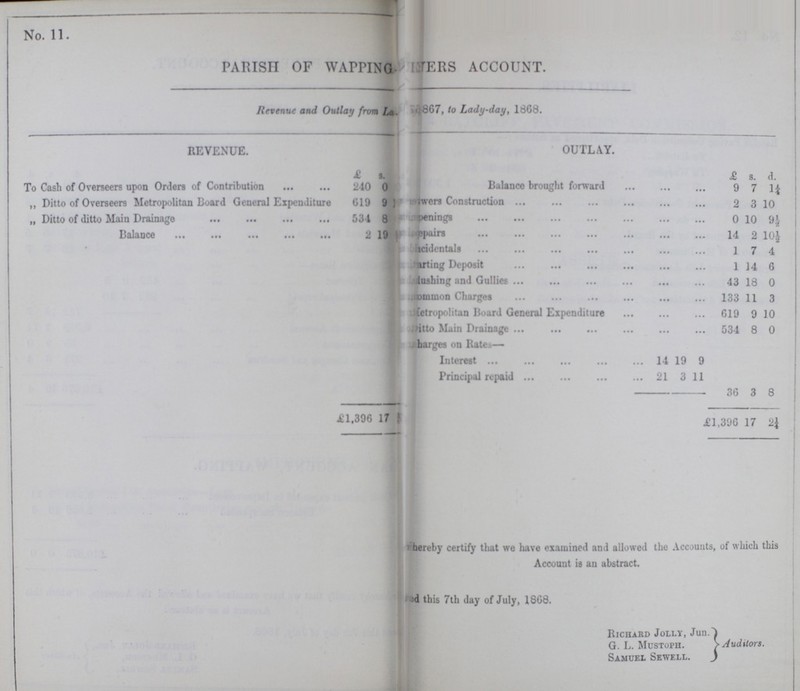 No. 11.
PARISH OF WAPPING ERS ACCOUNT.
Revenue and Outlay from 867, to Lady-day, 1868.
REVENUE.
£ s.
To Cash of Overseers upon Orders of Contribution ... ... 240 0
„ Ditto of Overseers Metropolitan Board General Expenditure 619 9
„ Ditto of ditto Main Drainage ... ... ... ... ... 534 8
Balance ... ... ... ... ... 2 19
£1,396 17
OUTLAY.
£ s. d.
Balance brought forward ... ... ... 9 7 1¼
wers Construction ... ... ... ... ... ... 2 3 10
penings ... ... ... ... ... ... ... 0 10 9½
pairs ... ... ... ... ... ... ... 14 2 10½
cidentals ... ... ... ... ... ... ... 1 7 4
arting Deposit ... ... ... ... ... ... 1 14 6
lushing and Gullies ... ... ... ... ... ... 43 18 0
ommon Charges ... ... ... ... ... ... 133 11 3
etropolitan Board General Expenditure ... ... ... 619 9 10
itto Main Drainage ... ... ... ... ... ... 534 8 0
harges on Rates—
Interest ... ... ... ... ... 14 19 9
Principal repaid ... ... ... ... 21 3 11
36 3 8
£1,396 17 2¼
hereby certify that we have examined and allowed the Accounts, of which this
Account is an abstract.
d this 7th day of July, 1868.
RICHARD JOLLY, Jun.
G. L. MUSTOPH. } Auditors.
SAMUEL SEWELL.